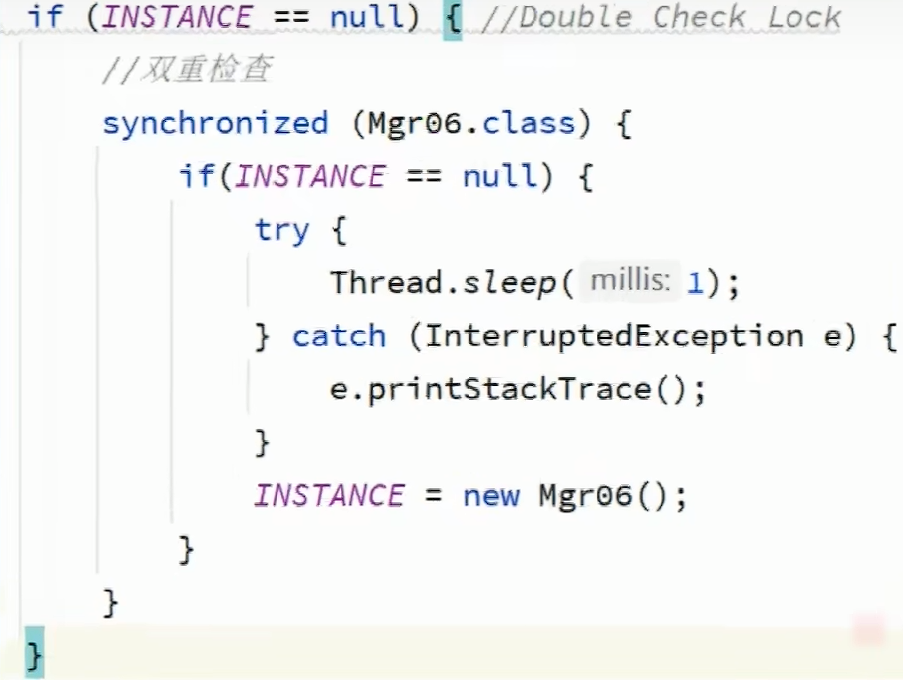 if (INSTANCE == null) { //Double Check Lock
//双重检查
synchronized (Mgr06.class) {
if(INSTANCE == null) {
try {
Thread.sleep( millis: 1);
} catch (InterruptedException e) {
e.printStackTrace();
}
INSTANCE = new Mgr06();
}
}
}